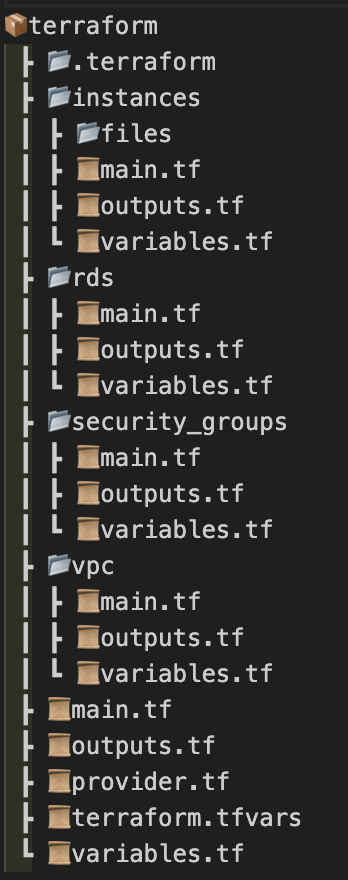 terraform
.terraform
instances
files
main.tf
outputs.tf
variables.tf
rds
main.tf
outputs.tf
variables.tf
security_groups
main.tf
outputs.tf
variables.tf
vpc
main.tf
outputs.tf
variables.tf
main.tf
outputs.tf
provider.tf
terraform.tfvars
variables.tf